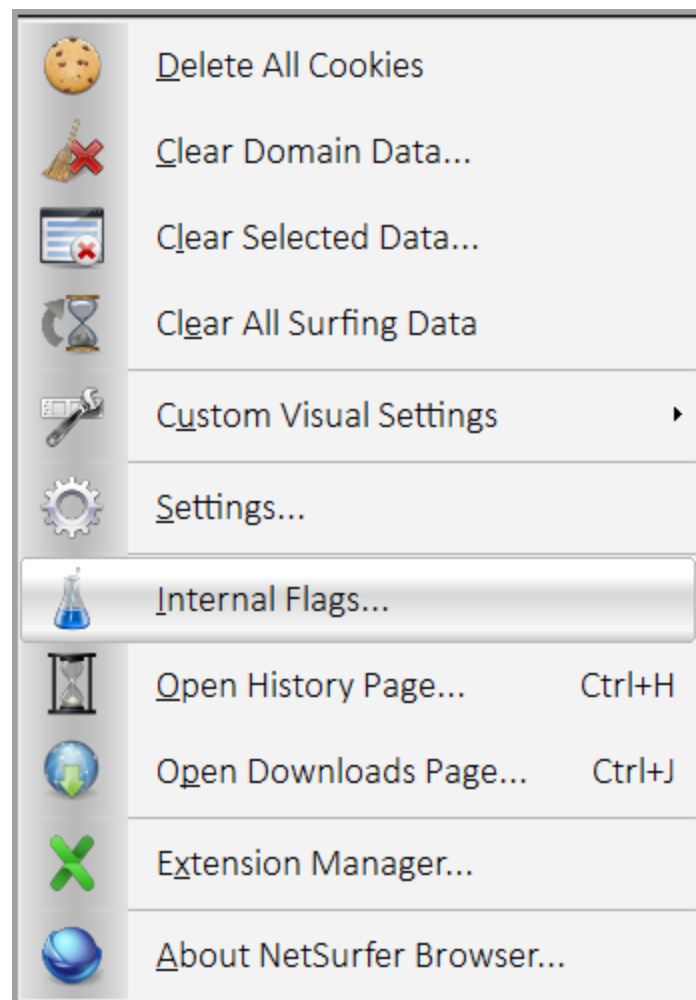 Delete All Cookies
Clear Domain Data...
Clear Selected Data...
Clear All Surfing Data
Custom Visual Settings
Settings...
Internal Flags...
Open History Page... Ctrl+H
Open Downloads Page... Ctrl+J
Extension Manager...
About NetSurfer Browser...